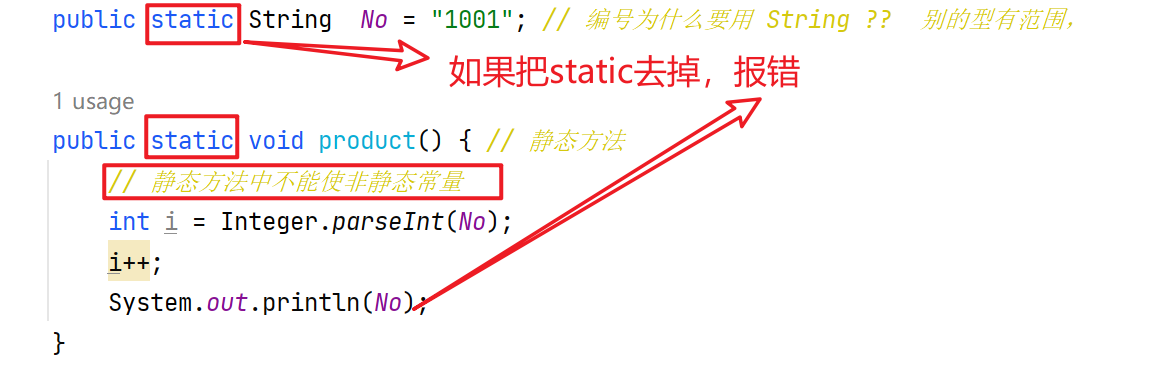 public static String No = "1001"; // 编号为什么要用 String ?? 别的型有范围，
如果把static去掉，报错
1 usage
public static void product() { // 静态方法
// 静态方法中不能使非静态常量
int i = Integer.parseInt(No);
i++;
System.out.println(No);
}